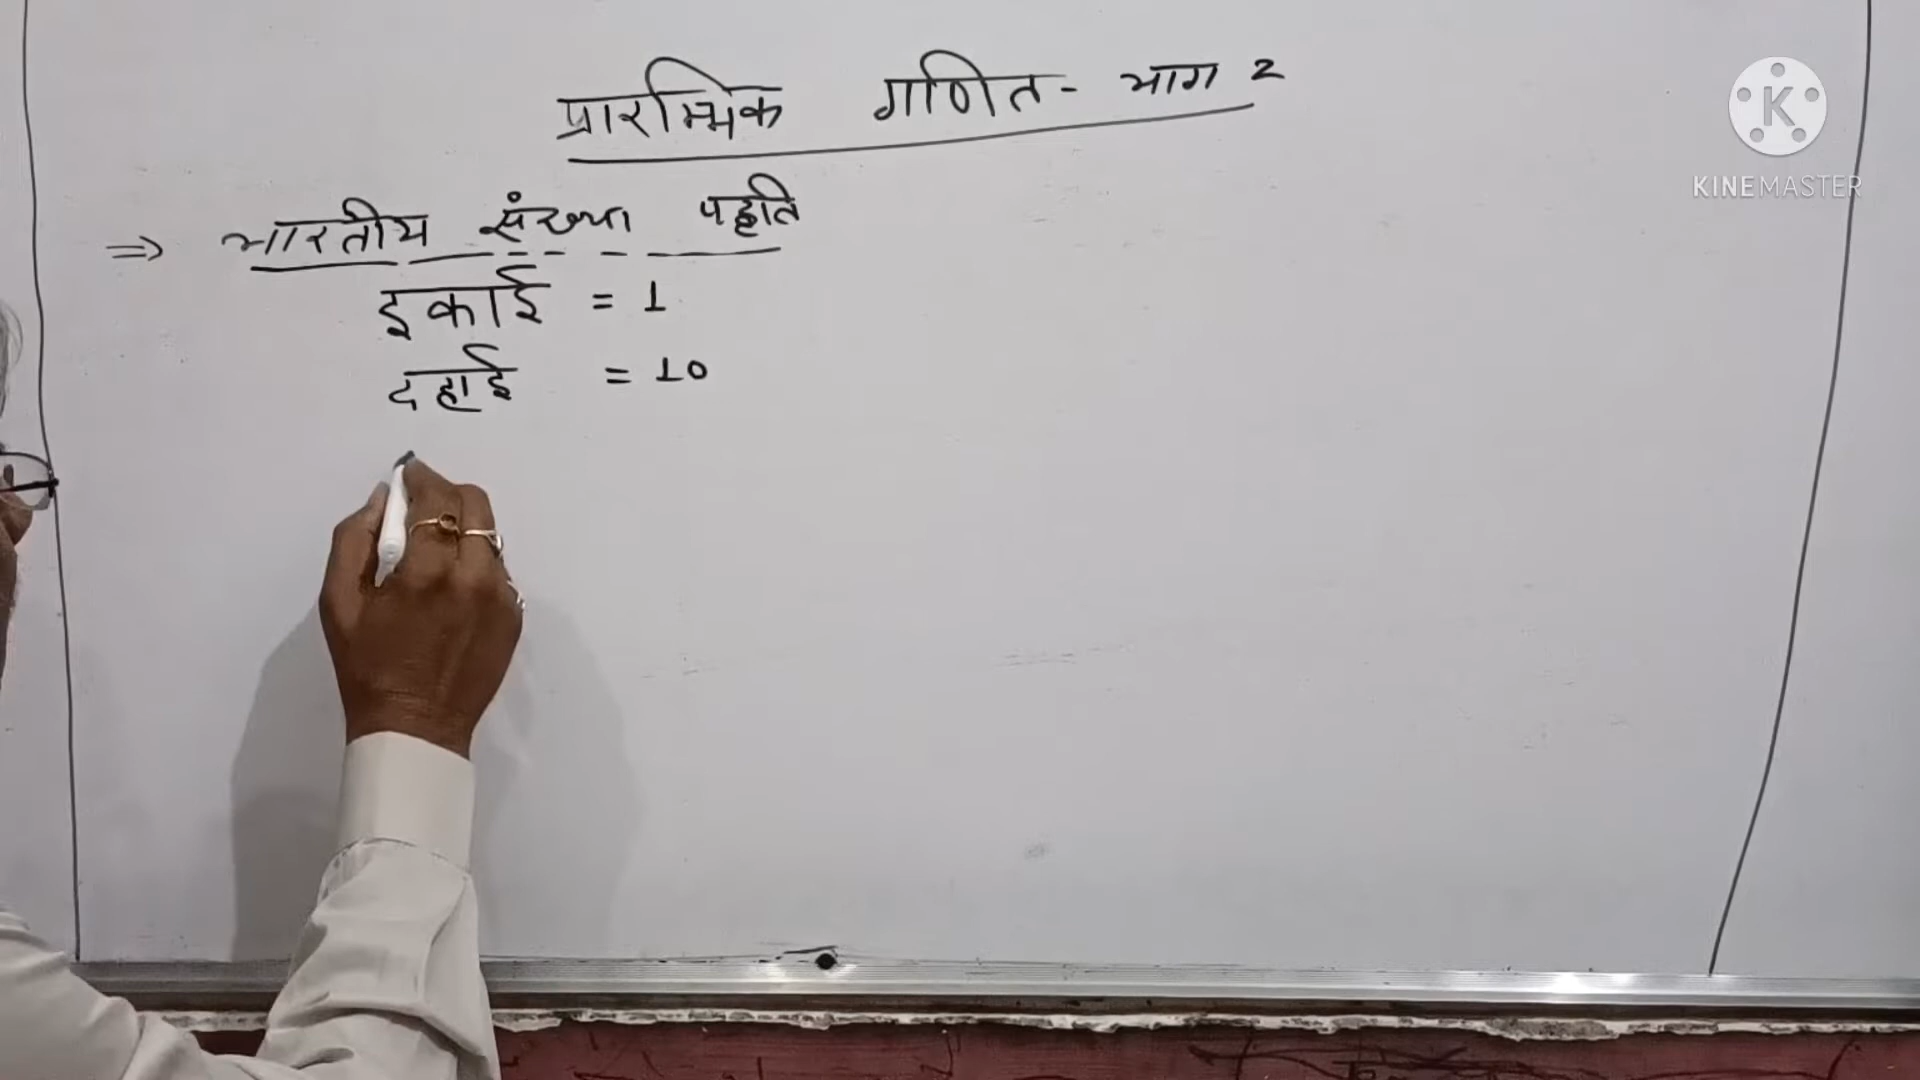 प्रारम्भिक गणित - भाग 2
⇒ भारतीय संख्या पद्धति
इकाई = 1
दहाई = 10
K
KINEMASTER